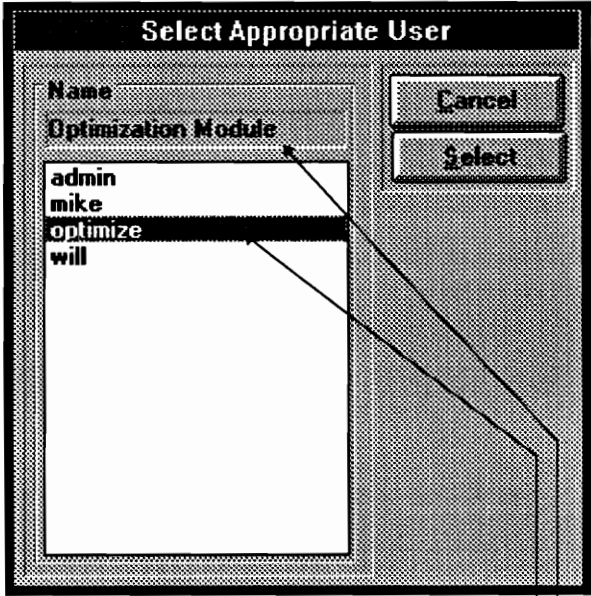 Select Appropriate User
Name
Optimization Module
admin
mike
optimize
will
Cancel
Select